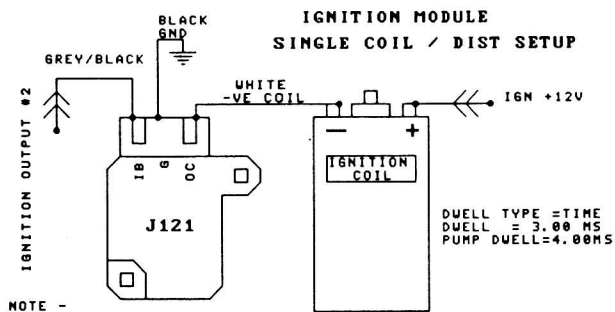 IGNITION MODULE
SINGLE COIL / DIST SETUP
BLACK
GND
GREY/BLACK
WHITE
-VE COIL
IGN +12V
IGNITION OUTPUT #2
IB
G
OC
J121
— +
IGNITION
COIL
DWELL TYPE =TIME
DWELL = 3.00 MS
PUMP DWELL=4.00MS
NOTE -